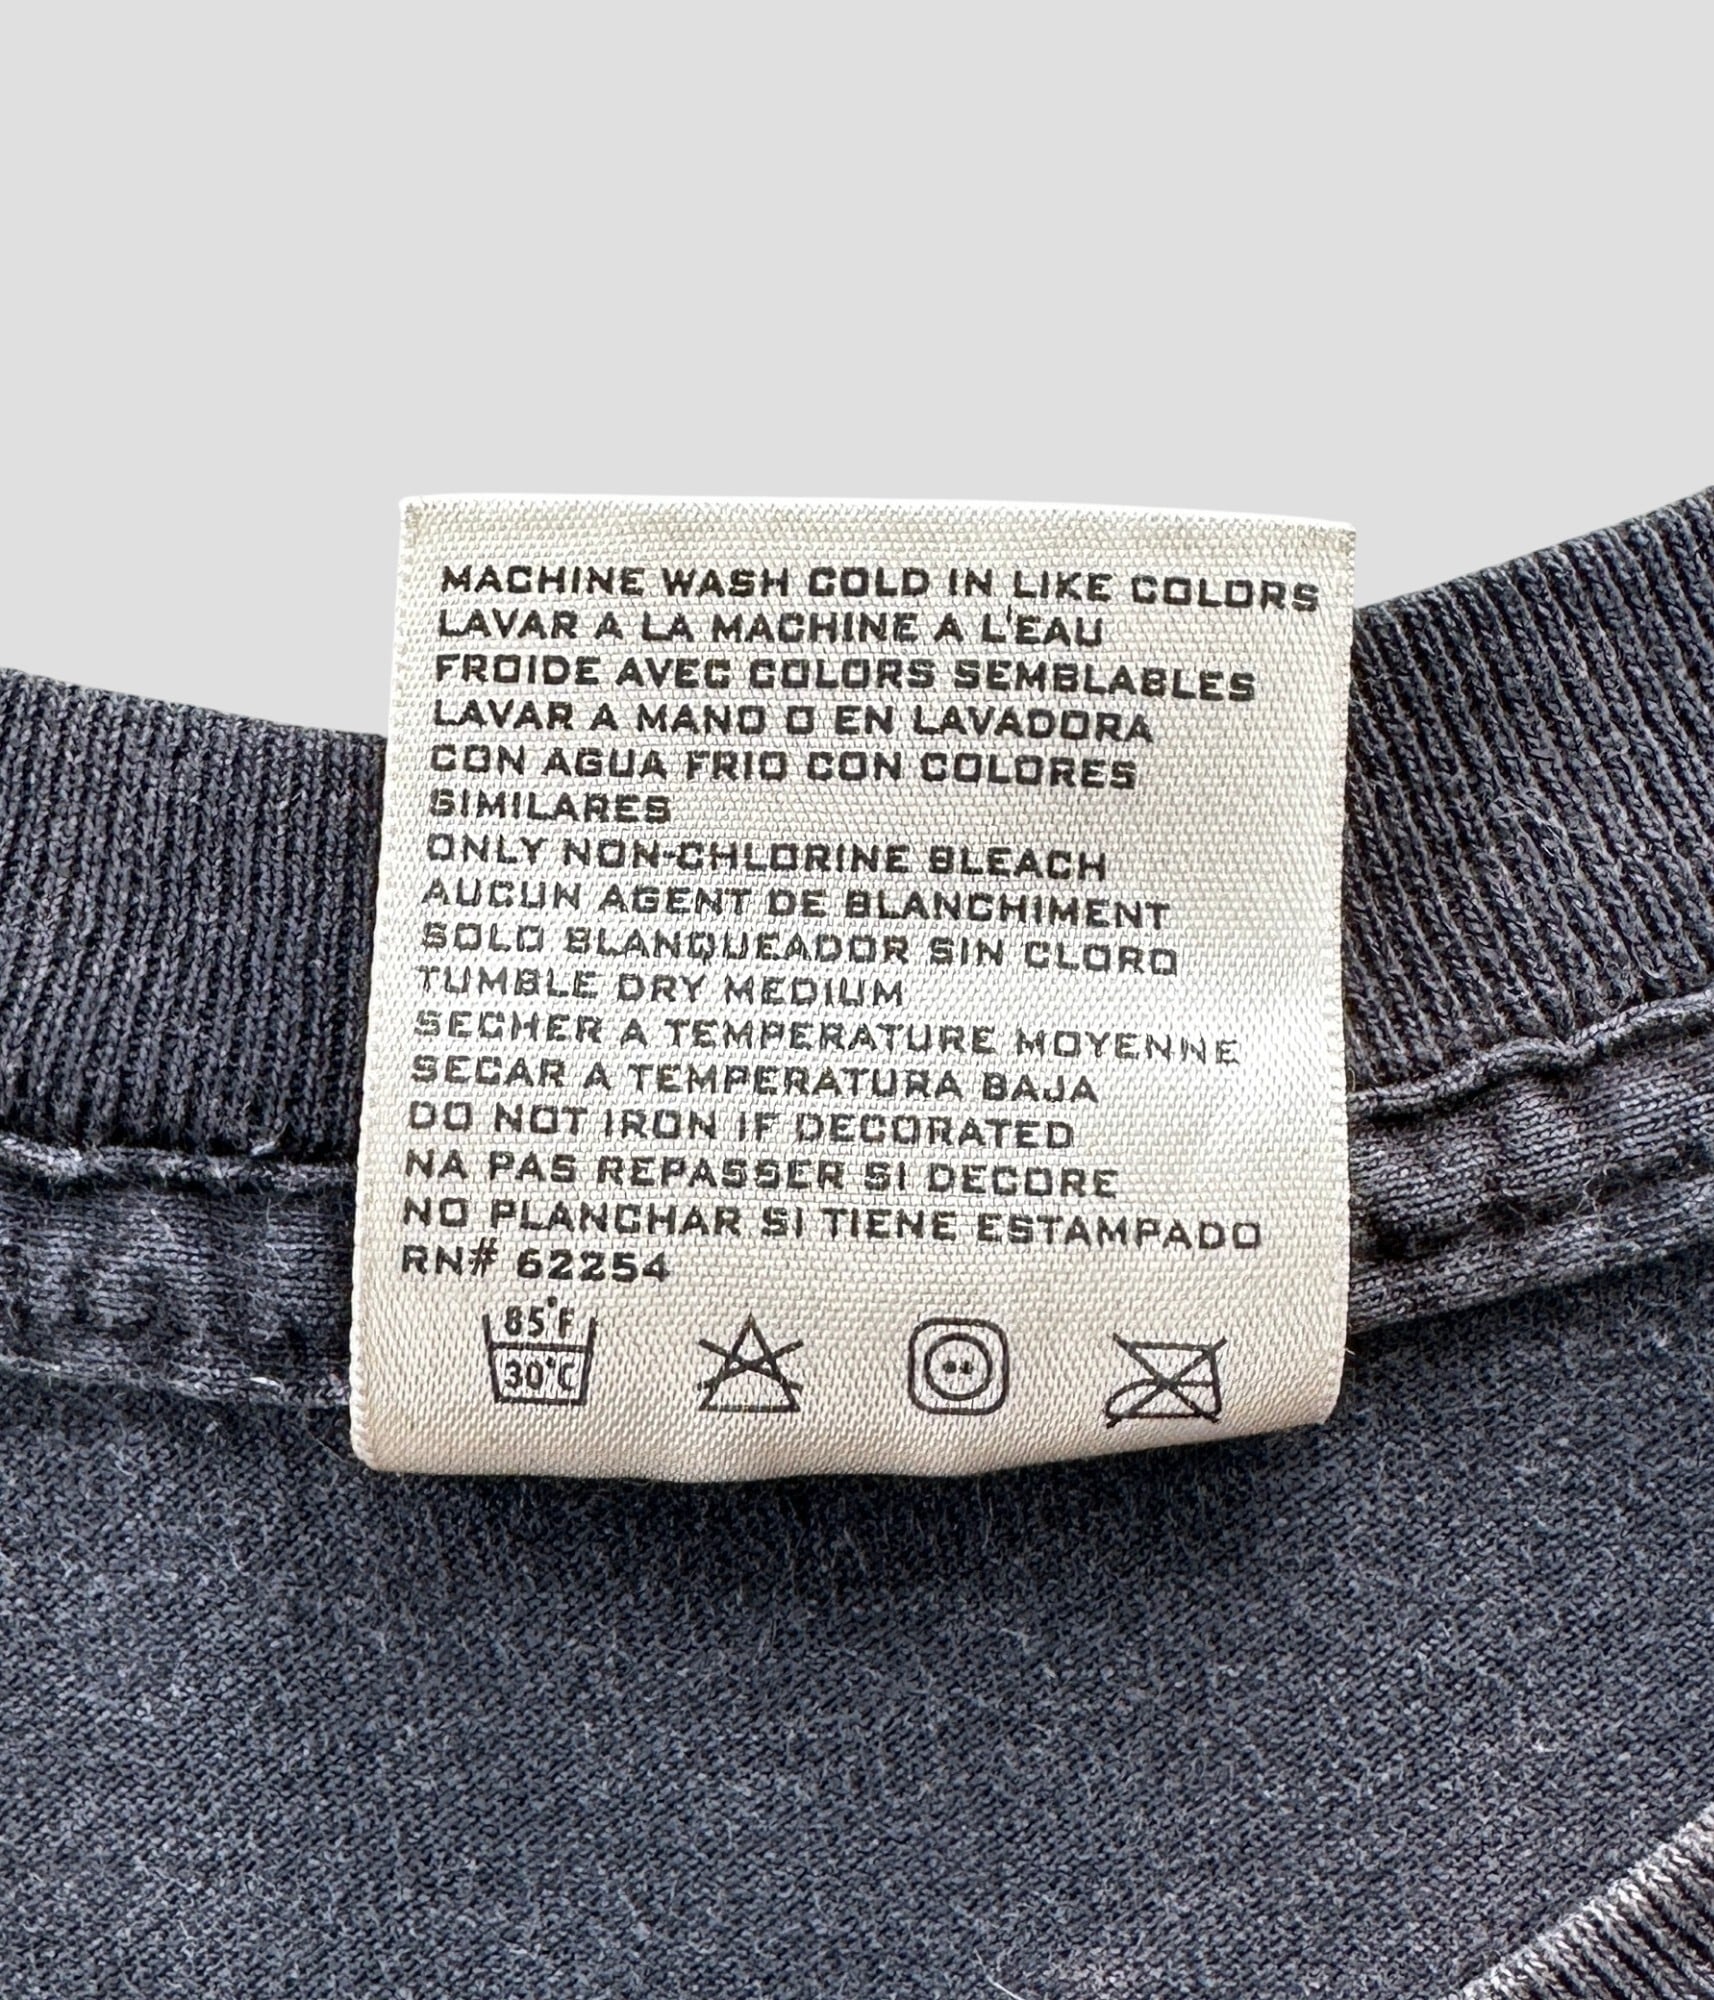 MACHINE WASH COLD IN LIKE COLORS
LAVAR A LA MACHINE A L'EAU
FROIDE AVEC COLORS SEMBLABLES
LAVAR A MANO O EN LAVADORA
CON AGUA FRIO CON COLORES
SIMILARES
ONLY NON-CHLORINE BLEACH
AUCUN AGENT DE BLANCHIMENT
SOLO BLANQUEADOR SIN CLORO
TUMBLE DRY MEDIUM
SECHER A TEMPERATURE MOYENNE
SECAR A TEMPERATURA BAJA
DO NOT IRON IF DECORATED
NA PAS REPASSER SI DECORE
NO PLANCHAR SI TIENE ESTAMPADO
RN# 62254
85°F
30°C